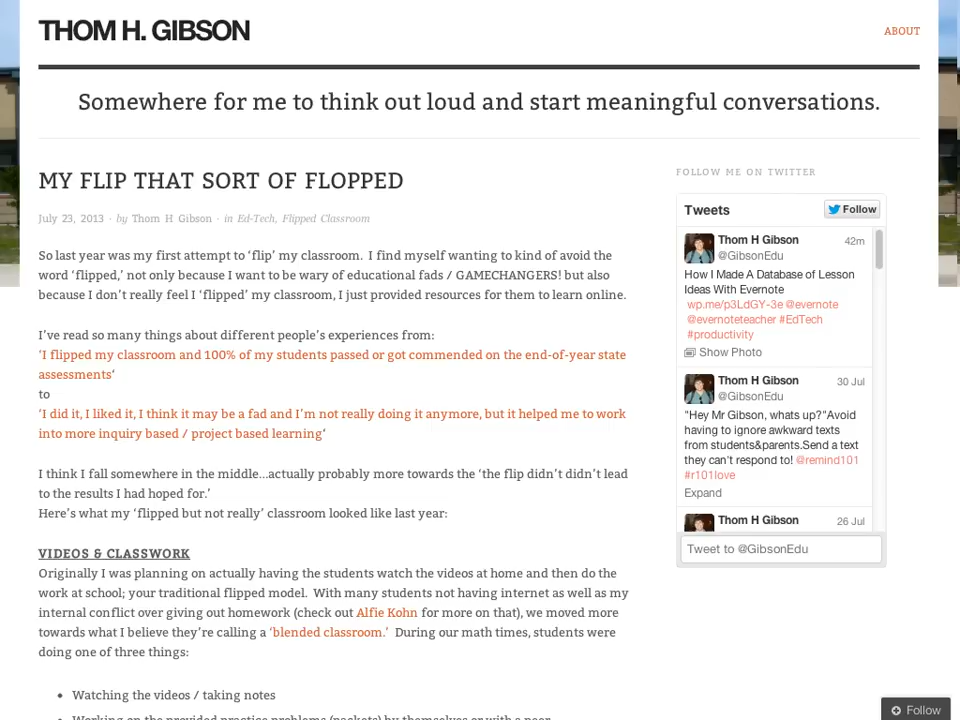 THOM H. GIBSON
ABOUT
Somewhere for me to think out loud and start meaningful conversations.
MY FLIP THAT SORT OF FLOPPED
July 23, 2013 · by Thom H Gibson · in Ed-Tech, Flipped Classroom
So last year was my first attempt to ‘flip’ my classroom.  I find myself wanting to kind of avoid the
word ‘flipped,’ not only because I want to be wary of educational fads / GAMECHANGERS! but also
because I don’t really feel I ‘flipped’ my classroom, I just provided resources for them to learn online.
I’ve read so many things about different people’s experiences from:
‘I flipped my classroom and 100% of my students passed or got commended on the end-of-year state
assessments‘
to
‘I did it, I liked it, I think it may be a fad and I’m not really doing it anymore, but it helped me to work
into more inquiry based / project based learning‘
I think I fall somewhere in the middle…actually probably more towards the ‘the flip didn’t didn’t lead
to the results I had hoped for.’
Here’s what my ‘flipped but not really’ classroom looked like last year:
VIDEOS & CLASSWORK
Originally I was planning on actually having the students watch the videos at home and then do the
work at school; your traditional flipped model.  With many students not having internet as well as my
internal conflict over giving out homework (check out Alfie Kohn for more on that), we moved more
towards what I believe they’re calling a ‘blended classroom.’  During our math times, students were
doing one of three things:
• Watching the videos / taking notes
• Working on the provided practice problems (packets) by themselves or with a peer
FOLLOW ME ON TWITTER
Tweets
Follow
Thom H Gibson 42m
@GibsonEdu
How I Made A Database of Lesson
Ideas With Evernote
wp.me/p3LdGY-3e @evernote
@evernoteteacher #EdTech
#productivity
Show Photo
Thom H Gibson 30 Jul
@GibsonEdu
"Hey Mr Gibson, whats up?"Avoid
having to ignore awkward texts
from students&parents.Send a text
they can't respond to! @remind101
#r101love
Expand
Thom H Gibson 26 Jul
Tweet to @GibsonEdu
Follow